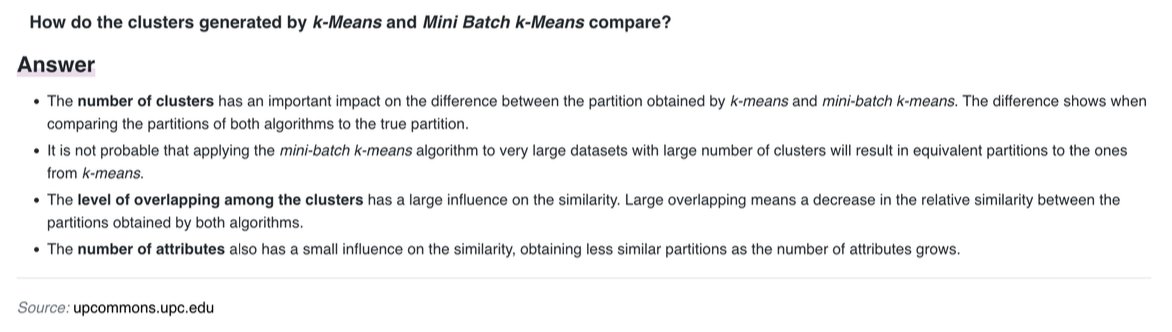 How do the clusters generated by k-Means and Mini Batch k-Means compare?
Answer
• The number of clusters has an important impact on the difference between the partition obtained by k-means and mini-batch k-means. The difference shows when
comparing the partitions of both algorithms to the true partition.
• It is not probable that applying the mini-batch k-means algorithm to very large datasets with large number of clusters will result in equivalent partitions to the ones
from k-means.
• The level of overlapping among the clusters has a large influence on the similarity. Large overlapping means a decrease in the relative similarity between the
partitions obtained by both algorithms.
• The number of attributes also has a small influence on the similarity, obtaining less similar partitions as the number of attributes grows.
Source: upcommons.upc.edu